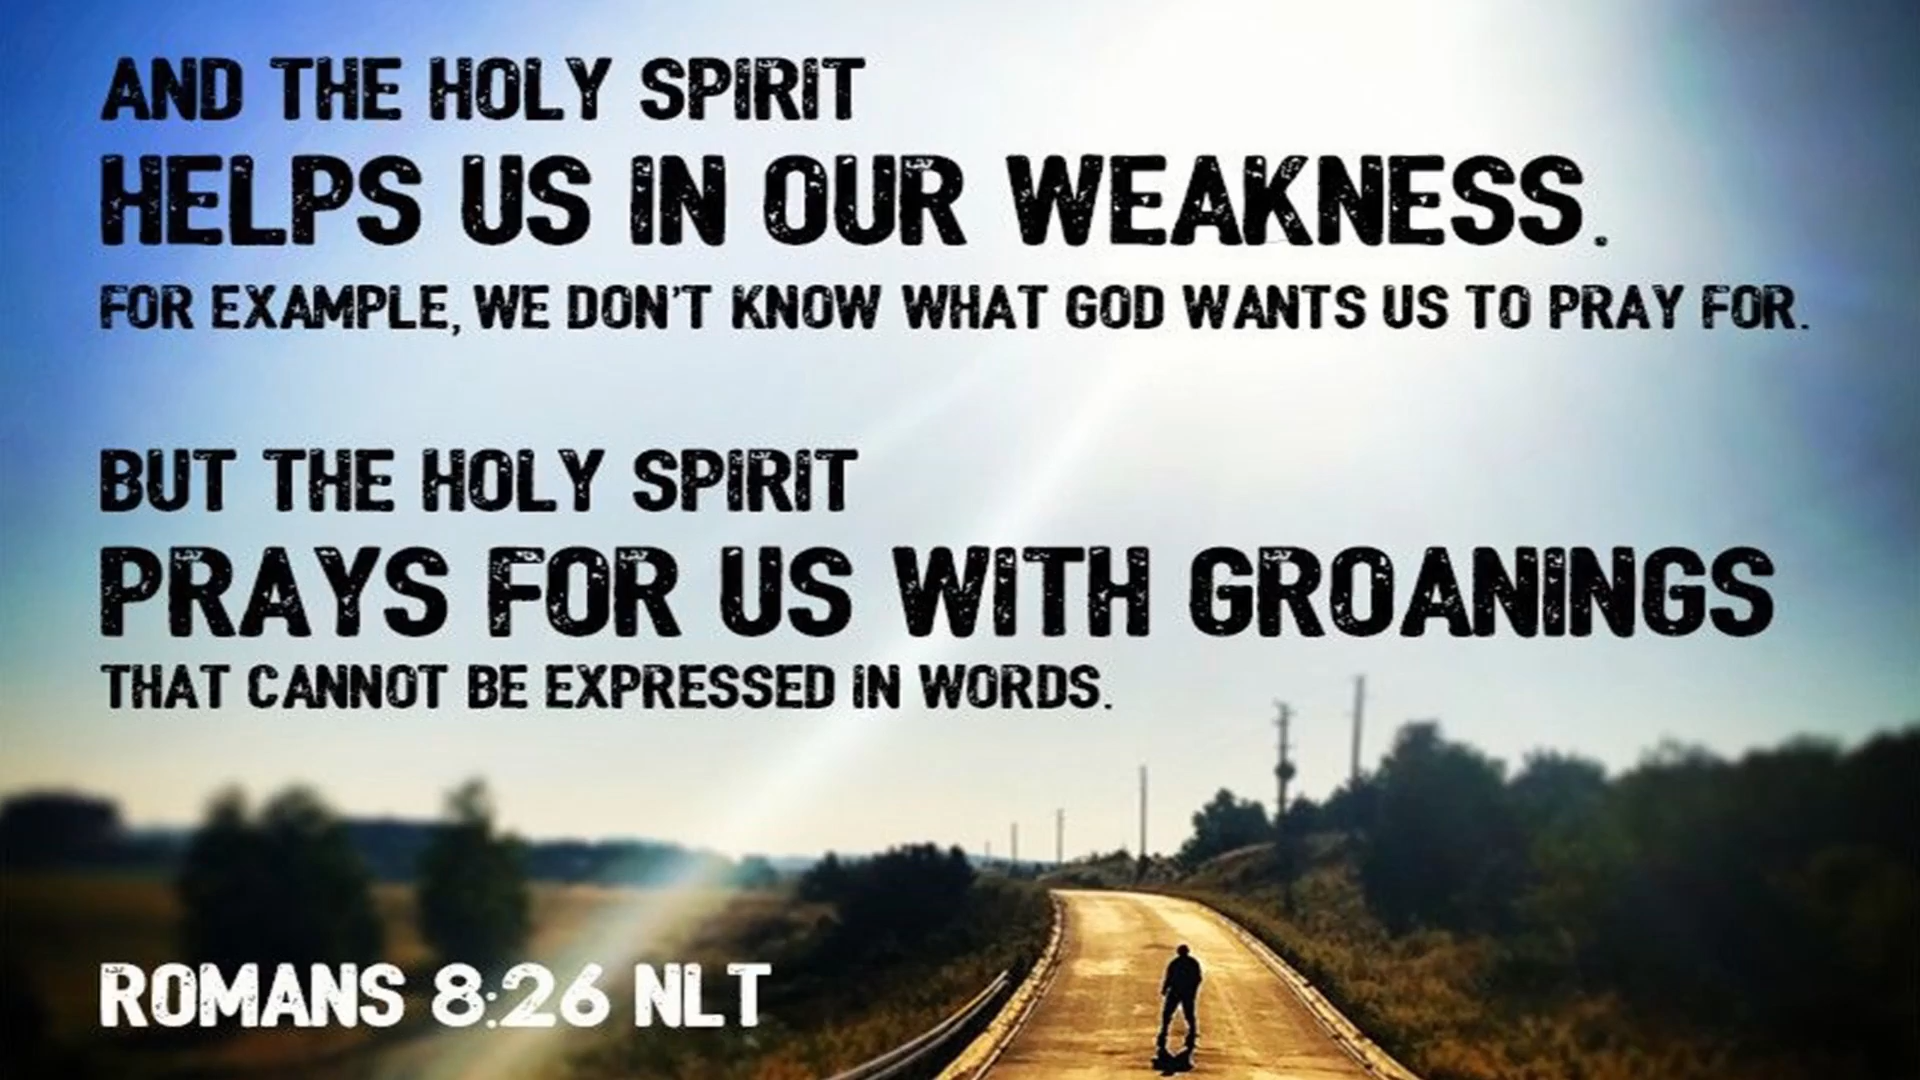 AND THE HOLY SPIRIT
HELPS US IN OUR WEAKNESS.
FOR EXAMPLE, WE DON'T KNOW WHAT GOD WANTS US TO PRAY FOR.
BUT THE HOLY SPIRIT
PRAYS FOR US WITH GROANINGS
THAT CANNOT BE EXPRESSED IN WORDS.
ROMANS 8:26 NLT